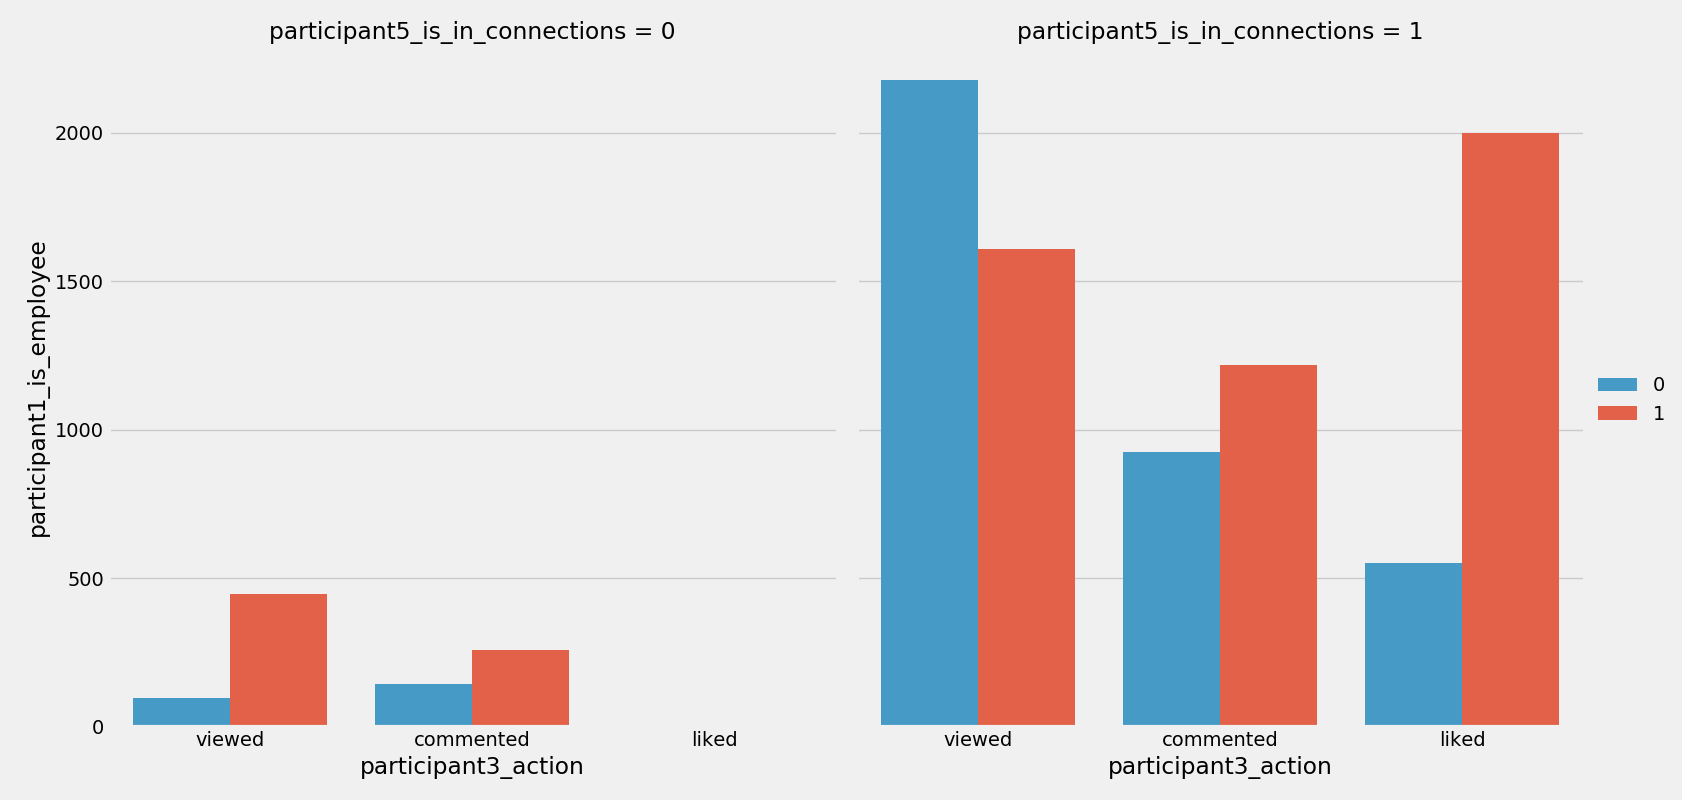 participant5_is_in_connections = 0
participant5_is_in_connections = 1
participant1_is_employee
2000
1500
1000
500
0
viewed
commented
liked
participant3_action
viewed
commented
liked
participant3_action
0
1